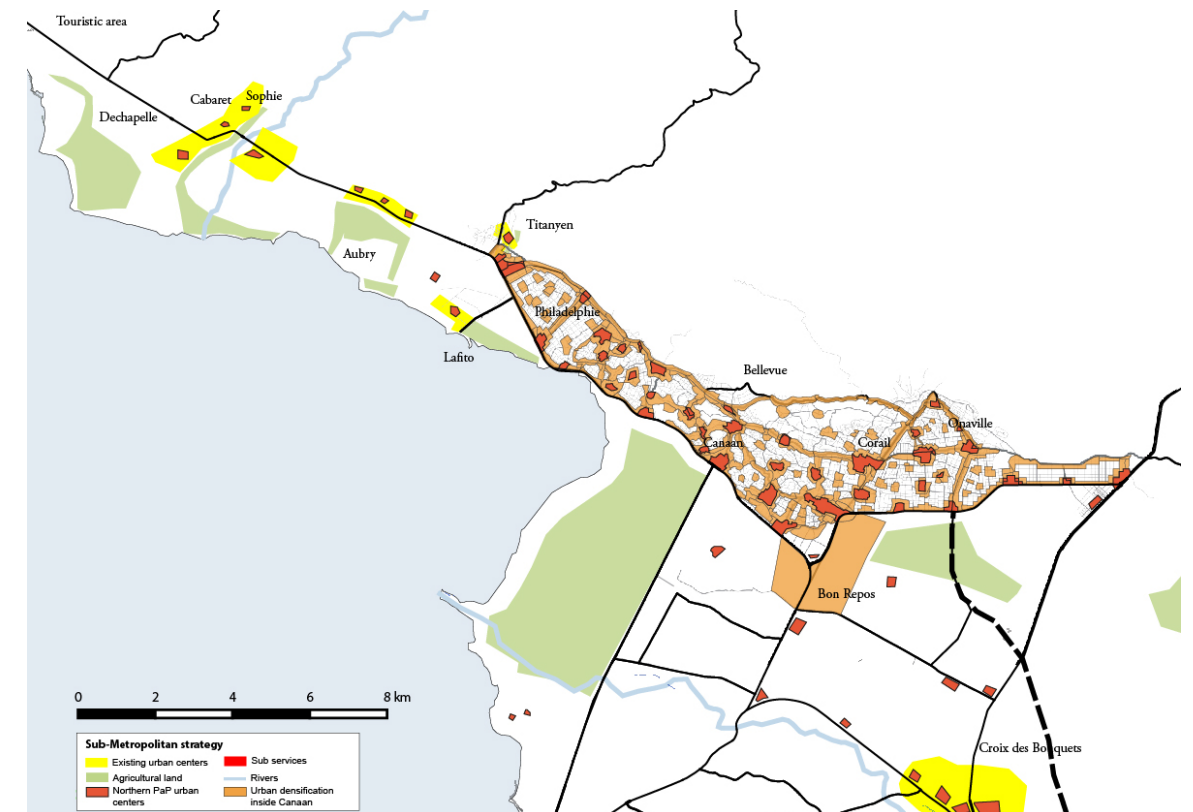 Touristic area
Cabaret
Sophie
Dechapelle
Titanyen
Aubry
Philadelphie
Lafito
Bellevue
Onaville
Canaan
Corail
Bon Repos
0 2 4 6 8 km
Croix des Bouquets
Sub-Metropolitan strategy
Existing urban centers
Sub services
Agricultural land
Rivers
Northern PaP urban
centers
Urban densification
inside Canaan